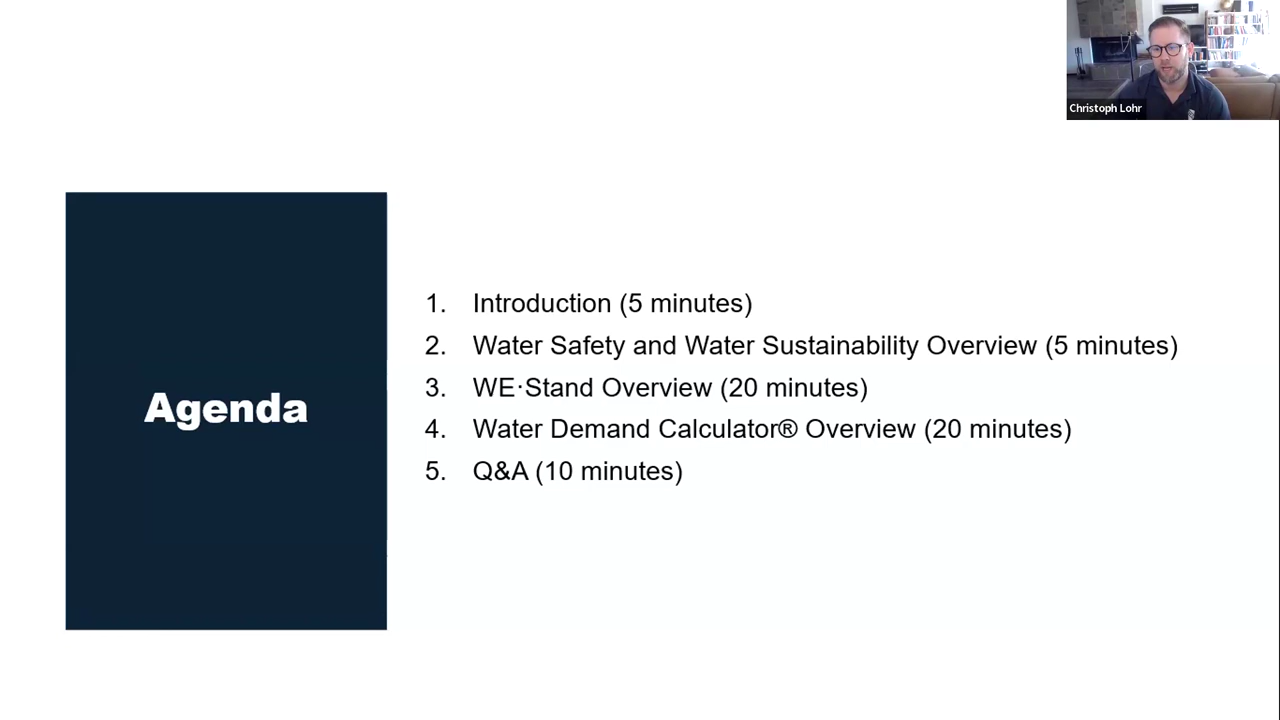 Christoph Lohr
Agenda
1. Introduction (5 minutes)
2. Water Safety and Water Sustainability Overview (5 minutes)
3. WE·Stand Overview (20 minutes)
4. Water Demand Calculator® Overview (20 minutes)
5. Q&A (10 minutes)